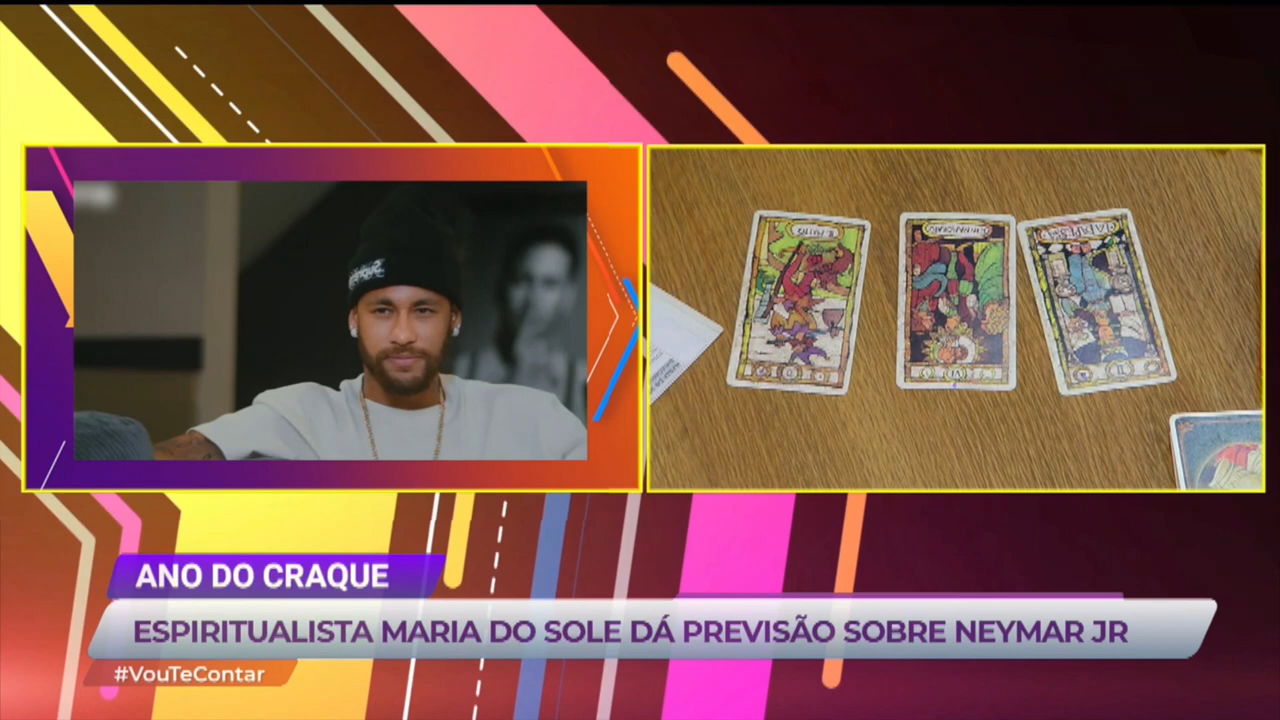 ANO DO CRAQUE
ESPIRITUALISTA MARIA DO SOLE DÁ PREVISÃO SOBRE NEYMAR JR
#VouTeContar